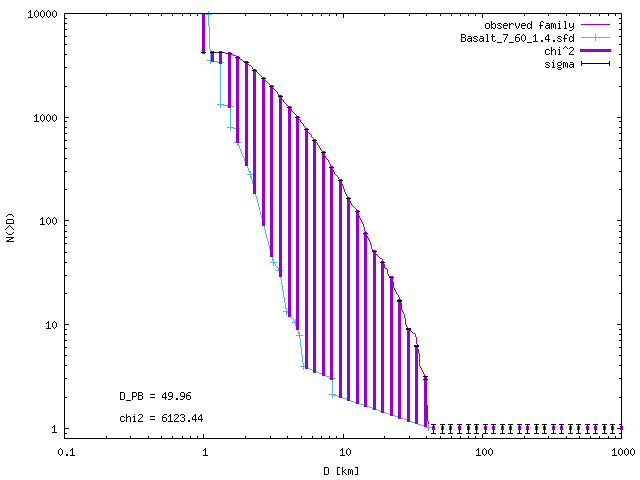 10000
1000
100
10
1
N(>D)
observed family
Basalt_7_60_1.4.sfd
chi^2
sigma
D_PB = 49.96
chi2 = 6123.44
0.1 1 10 100 1000
D [km]